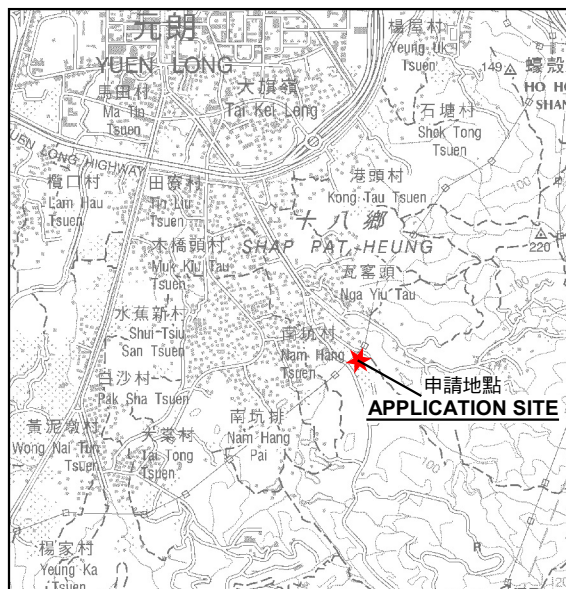 元朗
YUEN LONG
楊屋村
Yeung Uk
Tsuen
149
蠔殼
HO HO
SHAN
馬田村
Ma Tin
Tsuen
大旗嶺
Tai Kei Leng
石塘村
Shek Tong
Tsuen
YUEN LONG HIGHWAY
欖口村
Lam Hau
Tsuen
田寮村
Tin Liu
Tsuen
港頭村
Kong Tau Tsuen
100
十八鄉
SHAP PAT HEUNG
220
木橋頭村
Muk Kiu Tau
Tsuen
瓦窰頭
Nga Yiu Tau
水蕉新村
Shui Tsiu
San Tsuen
南坑村
Nam Hang
Tsuen
白沙村
Pak Sha Tsuen
申請地點
APPLICATION SITE
黃泥墩村
Wong Nai Tun
Tsuen
大棠村
Tai Tong
Tsuen
南坑排
Nam Hang
Pai
100
楊家村
Yeung Ka
Tsuen
R